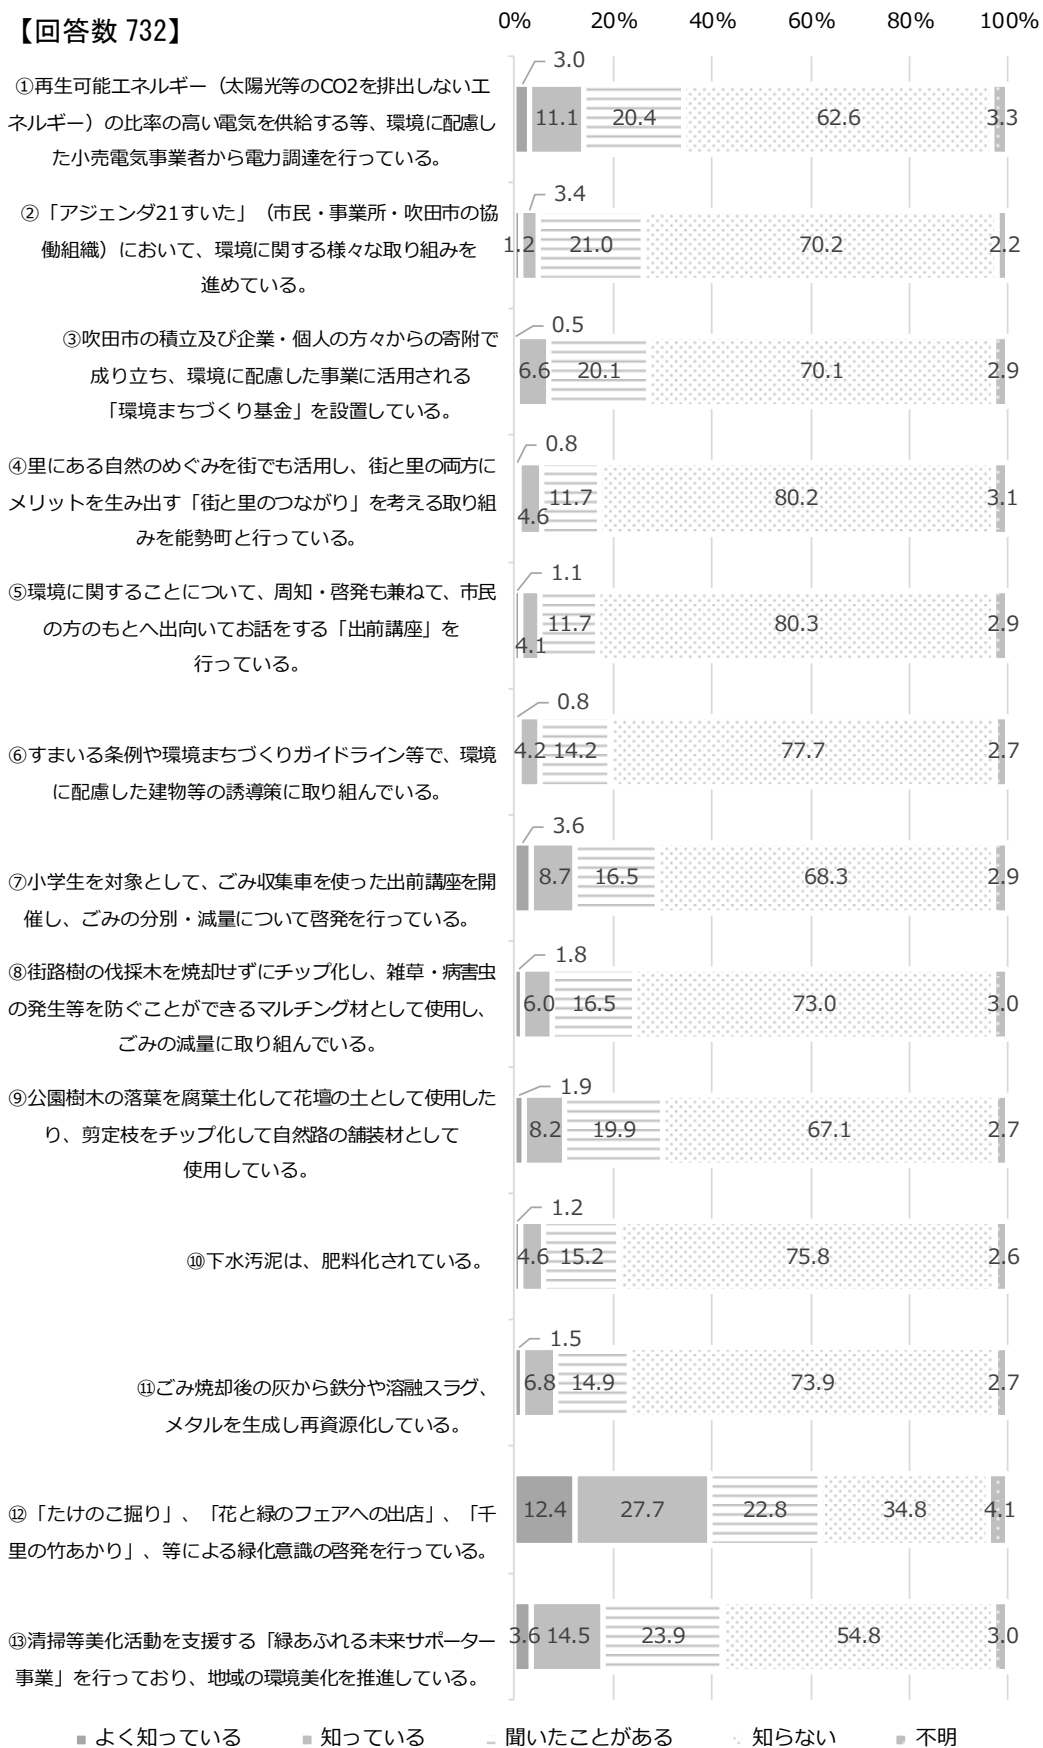 【回答数 732】
0% 20% 40% 60% 80% 100%
3.0
①再生可能エネルギー（太陽光等のCO2を排出しないエ
ネルギー）の比率の高い電気を供給する等、環境に配慮し
た小売電気事業者から電力調達を行っている。
11.1 20.4 62.6 3.3
3.4
②「アジェンダ21すいた」（市民・事業所・吹田市の協
働組織）において、環境に関する様々な取り組みを
進めている。
1.2 21.0 70.2 2.2
0.5
③吹田市の積立及び企業・個人の方々からの寄附で
成り立ち、環境に配慮した事業に活用される
「環境まちづくり基金」を設置している。
6.6 20.1 70.1 2.9
0.8
④里にある自然のめぐみを街でも活用し、街と里の両方に
メリットを生み出す「街と里のつながり」を考える取り組
みを能勢町と行っている。
4.6 11.7 80.2 3.1
1.1
⑤環境に関することについて、周知・啓発も兼ねて、市民
の方のもとへ出向いてお話をする「出前講座」を
行っている。
4.1 11.7 80.3 2.9
0.8
⑥すまいる条例や環境まちづくりガイドライン等で、環境
に配慮した建物等の誘導策に取り組んでいる。
4.2 14.2 77.7 2.7
3.6
⑦小学生を対象として、ごみ収集車を使った出前講座を開
催し、ごみの分別・減量について啓発を行っている。
8.7 16.5 68.3 2.9
1.8
⑧街路樹の伐採木を焼却せずにチップ化し、雑草・病害虫
の発生等を防ぐことができるマルチング材として使用し、
ごみの減量に取り組んでいる。
6.0 16.5 73.0 3.0
1.9
⑨公園樹木の落葉を腐葉土化して花壇の土として使用した
り、剪定枝をチップ化して自然路の舗装材として
使用している。
8.2 19.9 67.1 2.7
1.2
⑩下水汚泥は、肥料化されている。
4.6 15.2 75.8 2.6
1.5
⑪ごみ焼却後の灰から鉄分や溶融スラグ、
メタルを生成し再資源化している。
6.8 14.9 73.9 2.7
⑫「たけのこ掘り」、「花と緑のフェアへの出店」、「千
里の竹あかり」、等による緑化意識の啓発を行っている。
12.4 27.7 22.8 34.8 4.1
⑬清掃等美化活動を支援する「緑あふれる未来サポーター
事業」を行っており、地域の環境美化を推進している。
3.6 14.5 23.9 54.8 3.0
よく知っている 知っている 聞いたことがある 知らない 不明